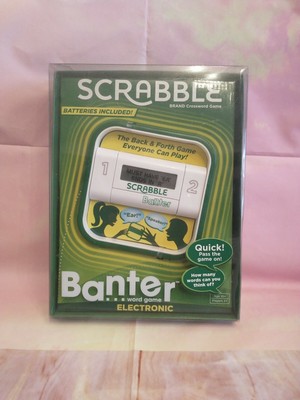 SCRABBLE
BRAND Crossword Game
BATTERIES INCLUDED!
The Back & Forth Game
Everyone Can Play!
1
2
SCRABBLE
Banter
Quick!
Pass the
game on!
How many
words can you
think of?
Banter™
...word game
ELECTRONIC